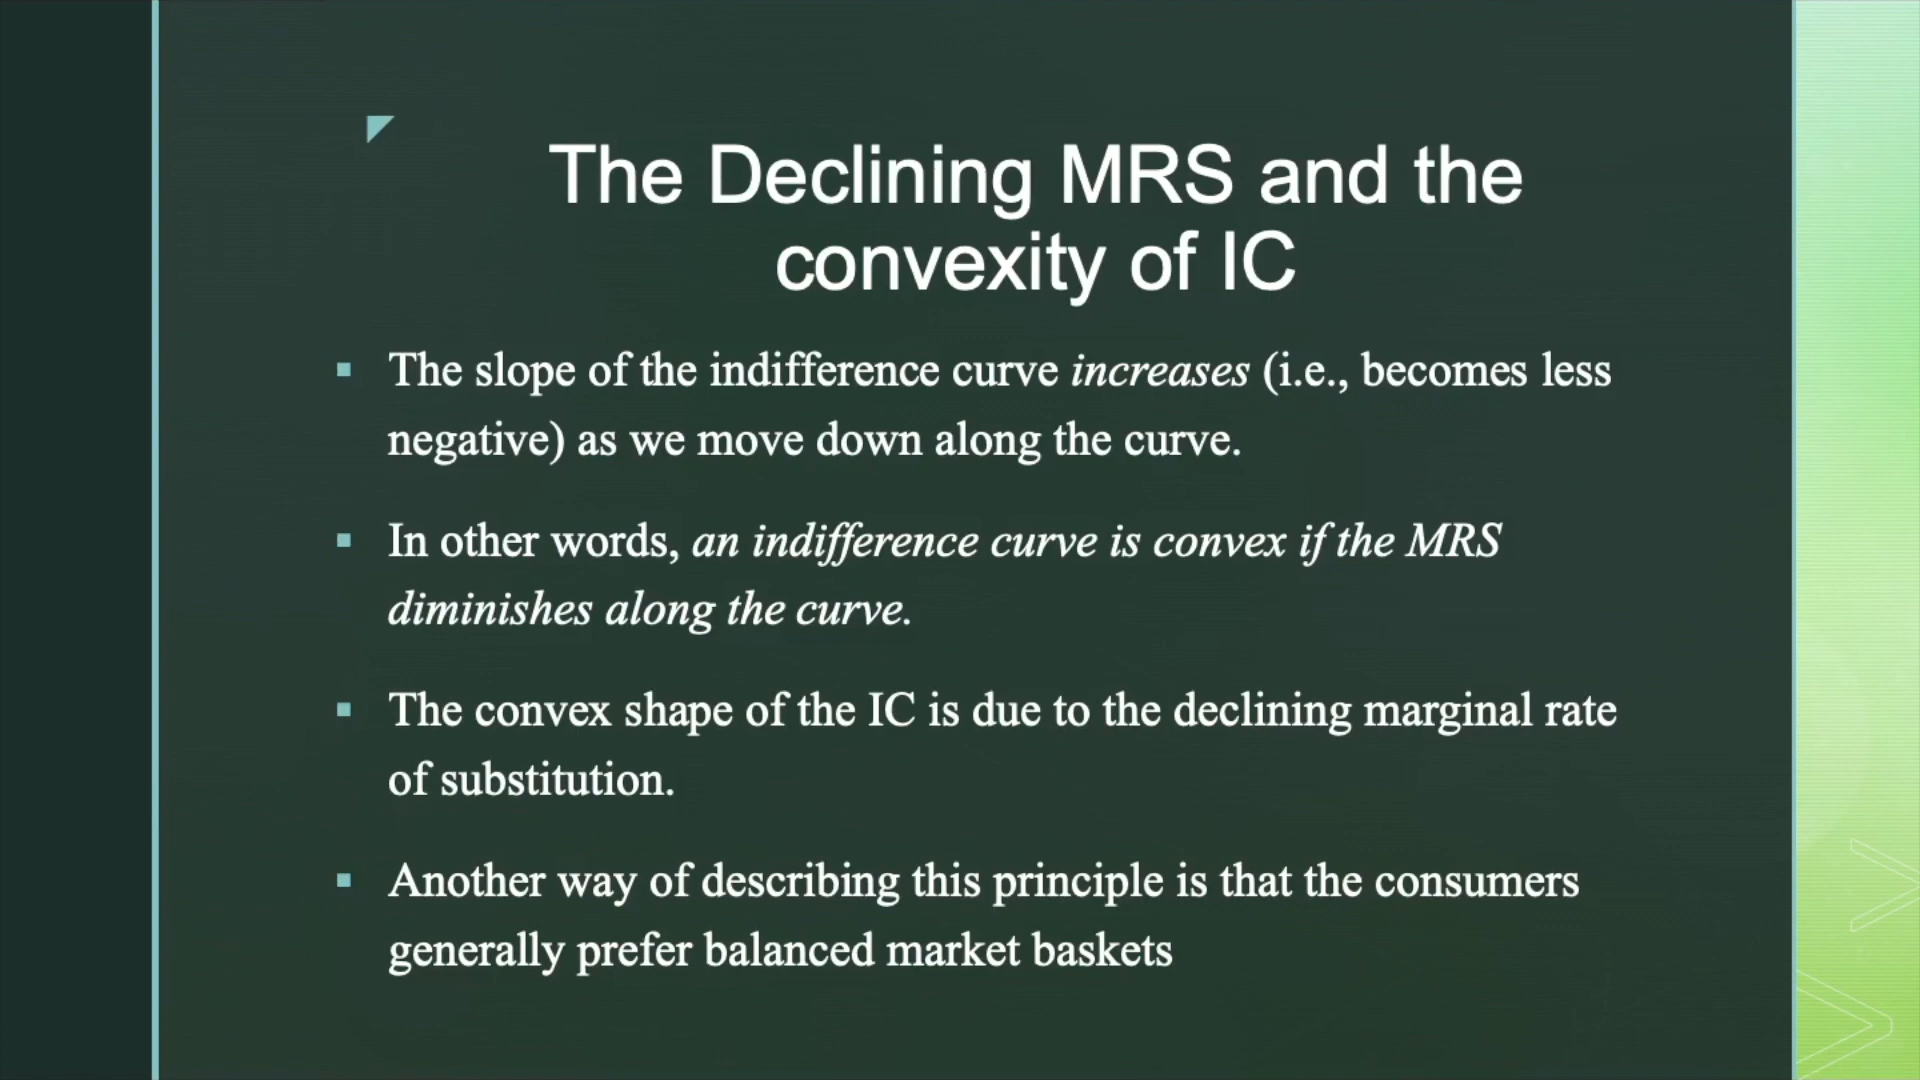 The Declining MRS and the
convexity of IC
▪ The slope of the indifference curve increases (i.e., becomes less
negative) as we move down along the curve.
▪ In other words, an indifference curve is convex if the MRS
diminishes along the curve.
▪ The convex shape of the IC is due to the declining marginal rate
of substitution.
▪ Another way of describing this principle is that the consumers
generally prefer balanced market baskets